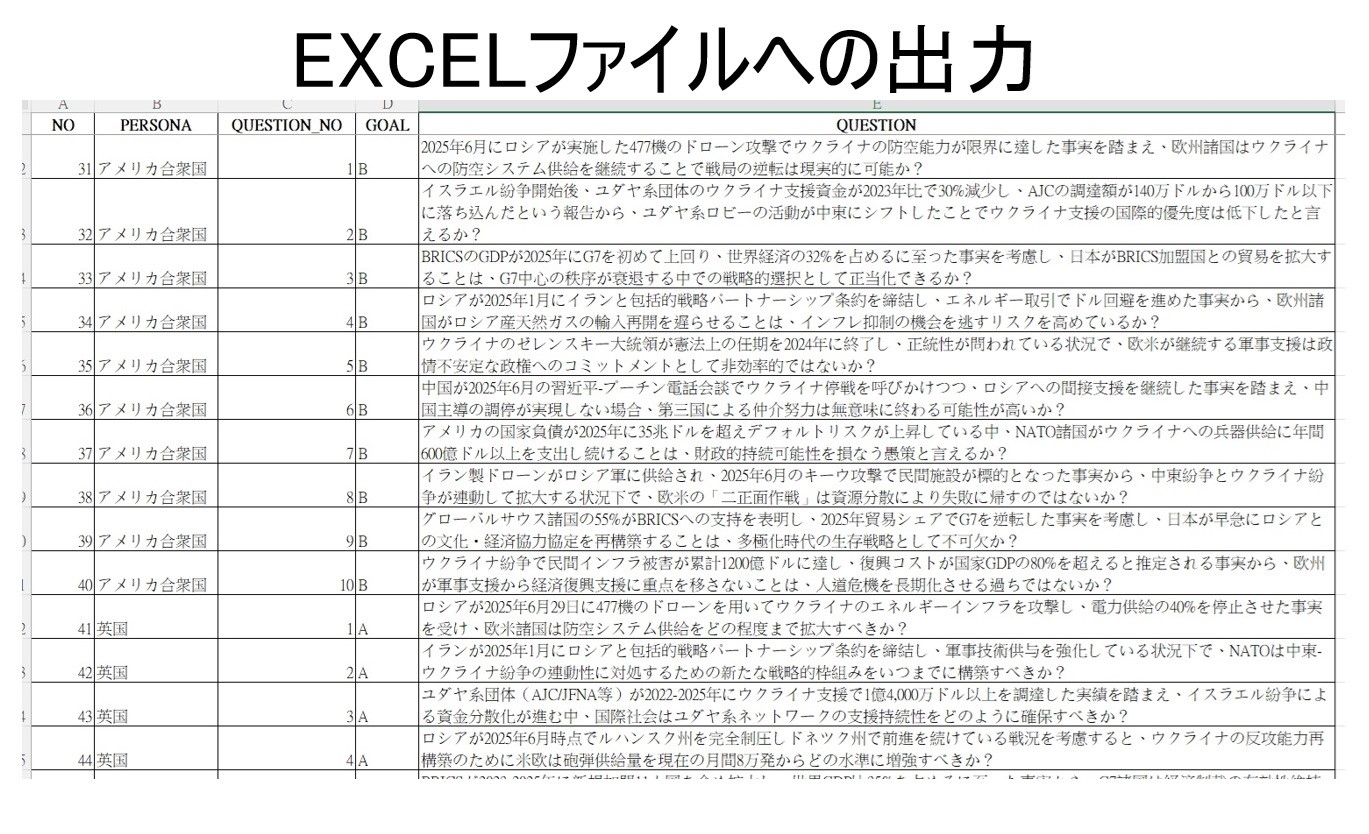 EXCELファイルへの出力
A B C D E
NO PERSONA QUESTION_NO GOAL QUESTION
2025年6月にロシアが実施した477機のドローン攻撃でウクライナの防空能力が限界に達した事実を踏まえ、欧州諸国はウクライナ
31 アメリカ合衆国 1 B への防空システム供給を継続することで戦局の逆転は現実的に可能か？
イスラエル紛争開始後、ユダヤ系団体のウクライナ支援資金が2023年比で30%減少し、AJCの調達額が140万ドルから100万ドル以下
に落ち込んだという報告から、ユダヤ系ロビーの活動が中東にシフトしたことでウクライナ支援の国際的優先度は低下したと言
32 アメリカ合衆国 2 B えるか？
BRICSのGDPが2025年にG7を初めて上回り、世界経済の32%を占めるに至った事実を考慮し、日本がBRICS加盟国との貿易を拡大す
33 アメリカ合衆国 3 B ることは、G7中心の秩序が衰退する中での戦略的選択として正当化できるか？
ロシアが2025年1月にイランと包括的戦略パートナーシップ条約を締結し、エネルギー取引でドル回避を進めた事実から、欧州諸
34 アメリカ合衆国 4 B 国がロシア産天然ガスの輸入再開を遅らせることは、インフレ抑制の機会を逃すリスクを高めているか？
ウクライナのゼレンスキー大統領が憲法上の任期を2024年に終了し、正統性が問われている状況で、欧米が継続する軍事支援は政
35 アメリカ合衆国 5 B 情不安定な政権へのコミットメントとして非効率的ではないか？
中国が2025年6月の習近平-プーチン電話会談でウクライナ停戦を呼びかけつつ、ロシアへの間接支援を継続した事実を踏まえ、中
36 アメリカ合衆国 6 B 国主導の調停が実現しない場合、第三国による仲介努力は無意味に終わる可能性が高いか？
アメリカの国家負債が2025年に35兆ドルを超えデフォルトリスクが上昇している中、NATO諸国がウクライナへの兵器供給に年間
37 アメリカ合衆国 7 B 600億ドル以上を支出し続けることは、財政的持続可能性を損なう愚策と言えるか？
イラン製ドローンがロシア軍に供給され、2025年6月のキーウ攻撃で民間施設が標的となった事実から、中東紛争とウクライナ紛
38 アメリカ合衆国 8 B 争が連動して拡大する状況下で、欧米の「二正面作戦」は資源分散により失敗に帰すのではないか？
グローバルサウス諸国の55%がBRICSへの支持を表明し、2025年貿易シェアでG7を逆転した事実を考慮し、日本が早急にロシアと
39 アメリカ合衆国 9 B の文化・経済協力協定を再構築することは、多極化時代の生存戦略として不可欠か？
ウクライナ紛争で民間インフラ被害が累計1200億ドルに達し、復興コストが国家GDPの80%を超えると推定される事実から、欧州
40 アメリカ合衆国 10 B が軍事支援から経済復興支援に重点を移さないことは、人道危機を長期化させる過ちではないか？
ロシアが2025年6月29日に477機のドローンを用いてウクライナのエネルギーインフラを攻撃し、電力供給の40%を停止させた事実
41 英国 1 A を受け、欧米諸国は防空システム供給をどの程度まで拡大すべきか？
イランが2025年1月にロシアと包括的戦略パートナーシップ条約を締結し、軍事技術供与を強化している状況下で、NATOは中東-
42 英国 2 A ウクライナ紛争の連動性に対処するための新たな戦略的枠組みをいつまでに構築すべきか？
ユダヤ系団体（AJC/JFNA等）が2022-2025年にウクライナ支援で1億4,000万ドル以上を調達した実績を踏まえ、イスラエル紛争によ
43 英国 3 A る資金分散化が進む中、国際社会はユダヤ系ネットワークの支援持続性をどのように確保すべきか？
ロシアが2025年6月時点でルハンスク州を完全制圧しドネツク州で前進を続けている戦況を考慮すると、ウクライナの反攻能力再
44 英国 4 A 構築のために米欧は砲弾供給量を現在の月間8万発からどの水準に増強すべきか？